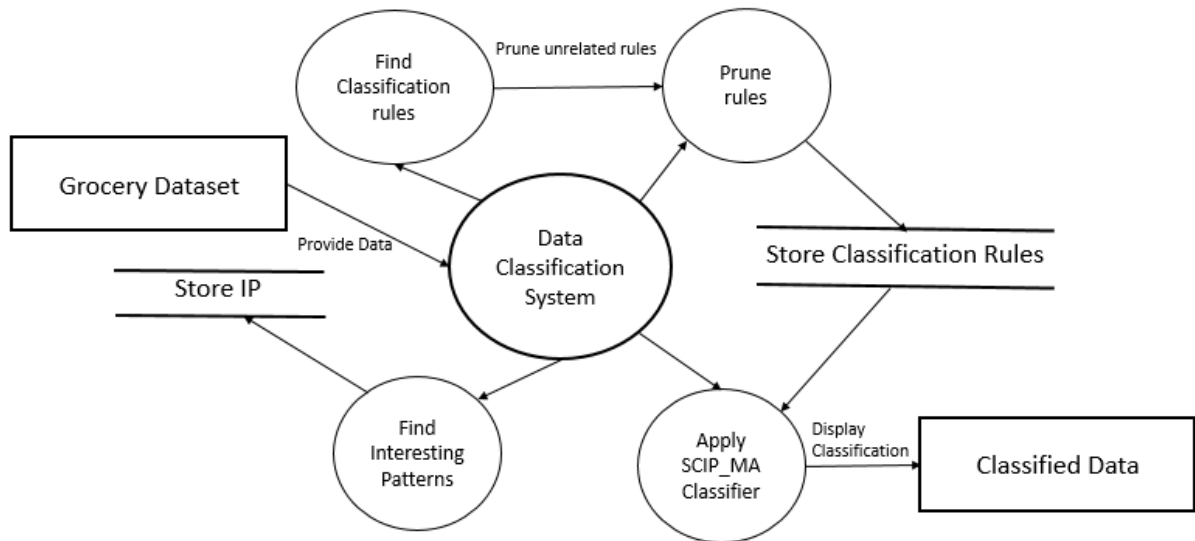 Find
Classification
rules
Prune unrelated rules
Prune
rules
Grocery Dataset
Provide Data
Data
Classification
System
Store Classification Rules
Store IP
Find
Interesting
Patterns
Apply
SCIP_MA
Classifier
Display
Classification
Classified Data